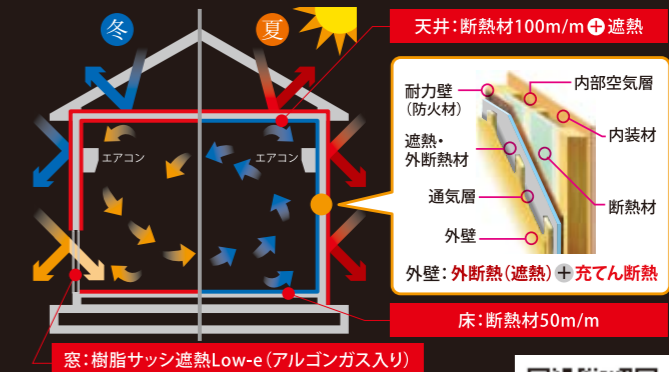 冬
夏
天井：断熱材100m/m＋遮熱
エアコン
エアコン
耐力壁
（防火材）
遮熱・
外断熱材
通気層
外壁
内部空気層
内装材
断熱材
外壁：外断熱（遮熱）＋充てん断熱
床：断熱材50m/m
窓：樹脂サッシ遮熱Low-e（アルゴンガス入り）